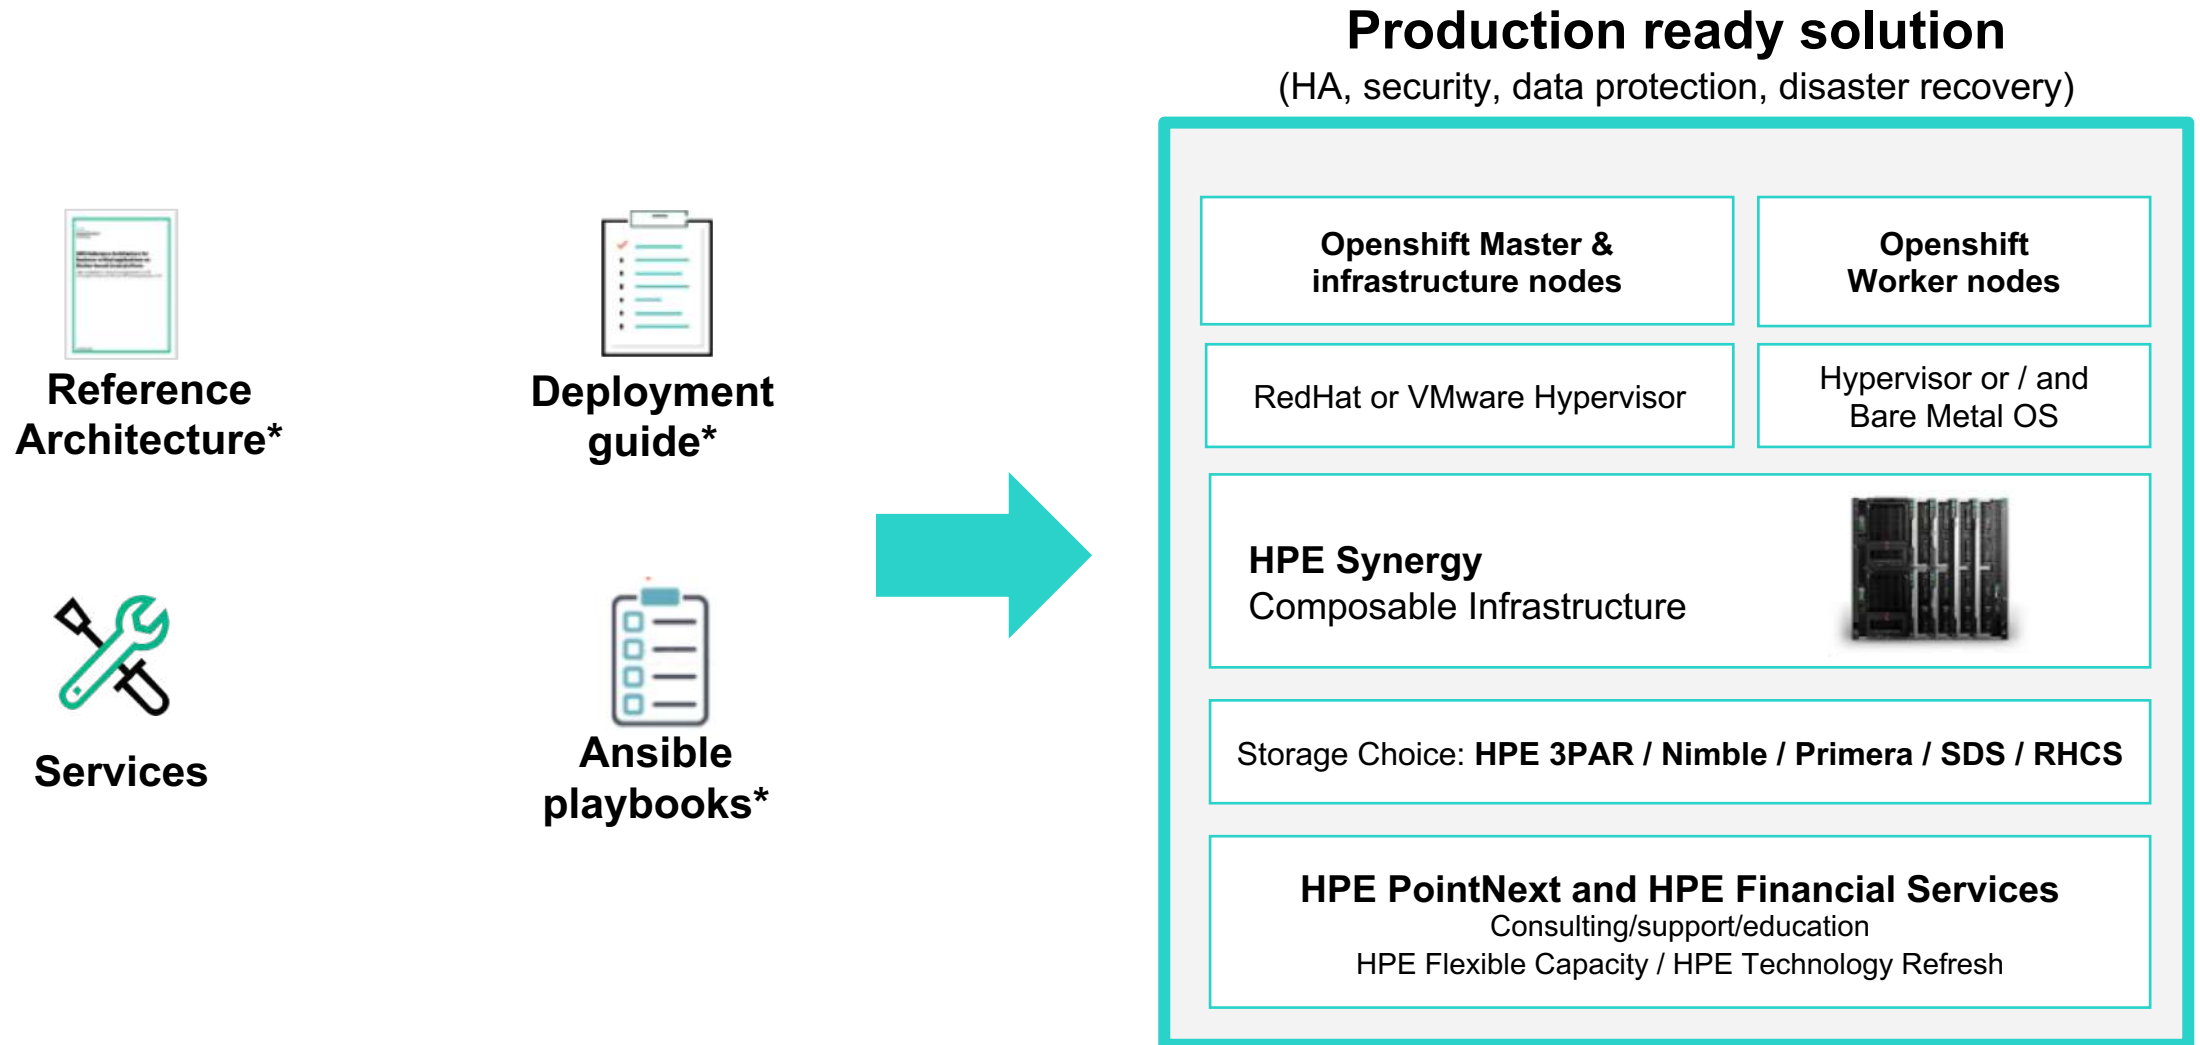 Production ready solution
(HA, security, data protection, disaster recovery)
Reference
Architecture*
Deployment
guide*
Services
Ansible
playbooks*
Openshift Master &
infrastructure nodes
Openshift
Worker nodes
RedHat or VMware Hypervisor
Hypervisor or / and
Bare Metal OS
HPE Synergy
Composable Infrastructure
Storage Choice: HPE 3PAR / Nimble / Primera / SDS / RHCS
HPE PointNext and HPE Financial Services
Consulting/support/education
HPE Flexible Capacity / HPE Technology Refresh